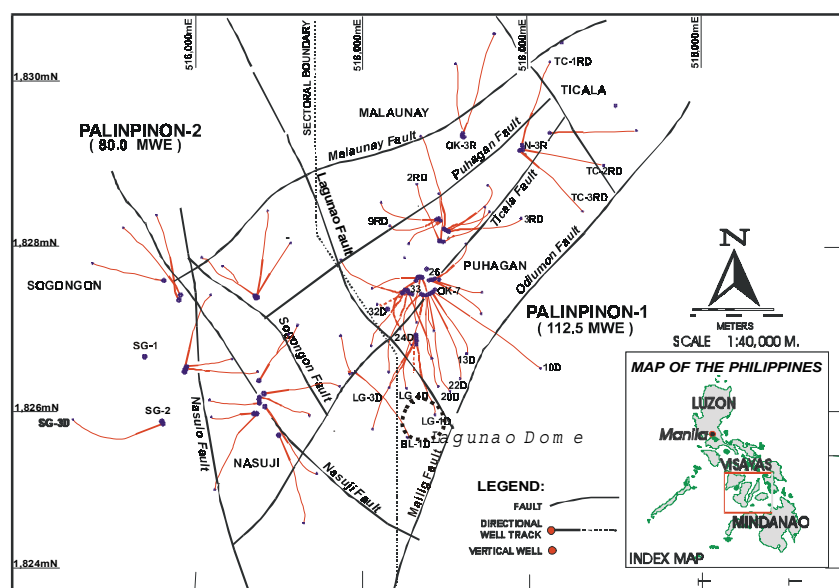 516,000mE
518,000mE
518,000mE
518,000mE
1,830mN
1,828mN
1,826mN
1,824mN
SECTORAL BOUNDARY
TC-1RD
TICALA
MALAUNAY
PALINPINON-2
( 80.0 MWE )
Malaunay Fault
OK-3R
Puhagan Fault
N-3R
TC-2RD
2RD
Lagunao Fault
TC-3RD
9RD
Ticala Fault
3RD
Odlumon Fault
SOGONGON
26
PUHAGAN
33
OK-7
32D
PALINPINON-1
( 112.5 MWE )
N
METERS
SCALE 1:40,000 M.
Sogongon Fault
24D
SG-1
13D
10D
22D
LG-3D
LG 4D
20D
SG-2
LG-1D
SG-3D
BL-1D
Lagunao Dome
Nasulo Fault
NASUJI
Nasuji Fault
Mailig Fault
LEGEND:
FAULT
DIRECTIONAL
WELL TRACK
VERTICAL WELL
MAP OF THE PHILIPPINES
LUZON
Manila
VISAYAS
MINDANAO
INDEX MAP